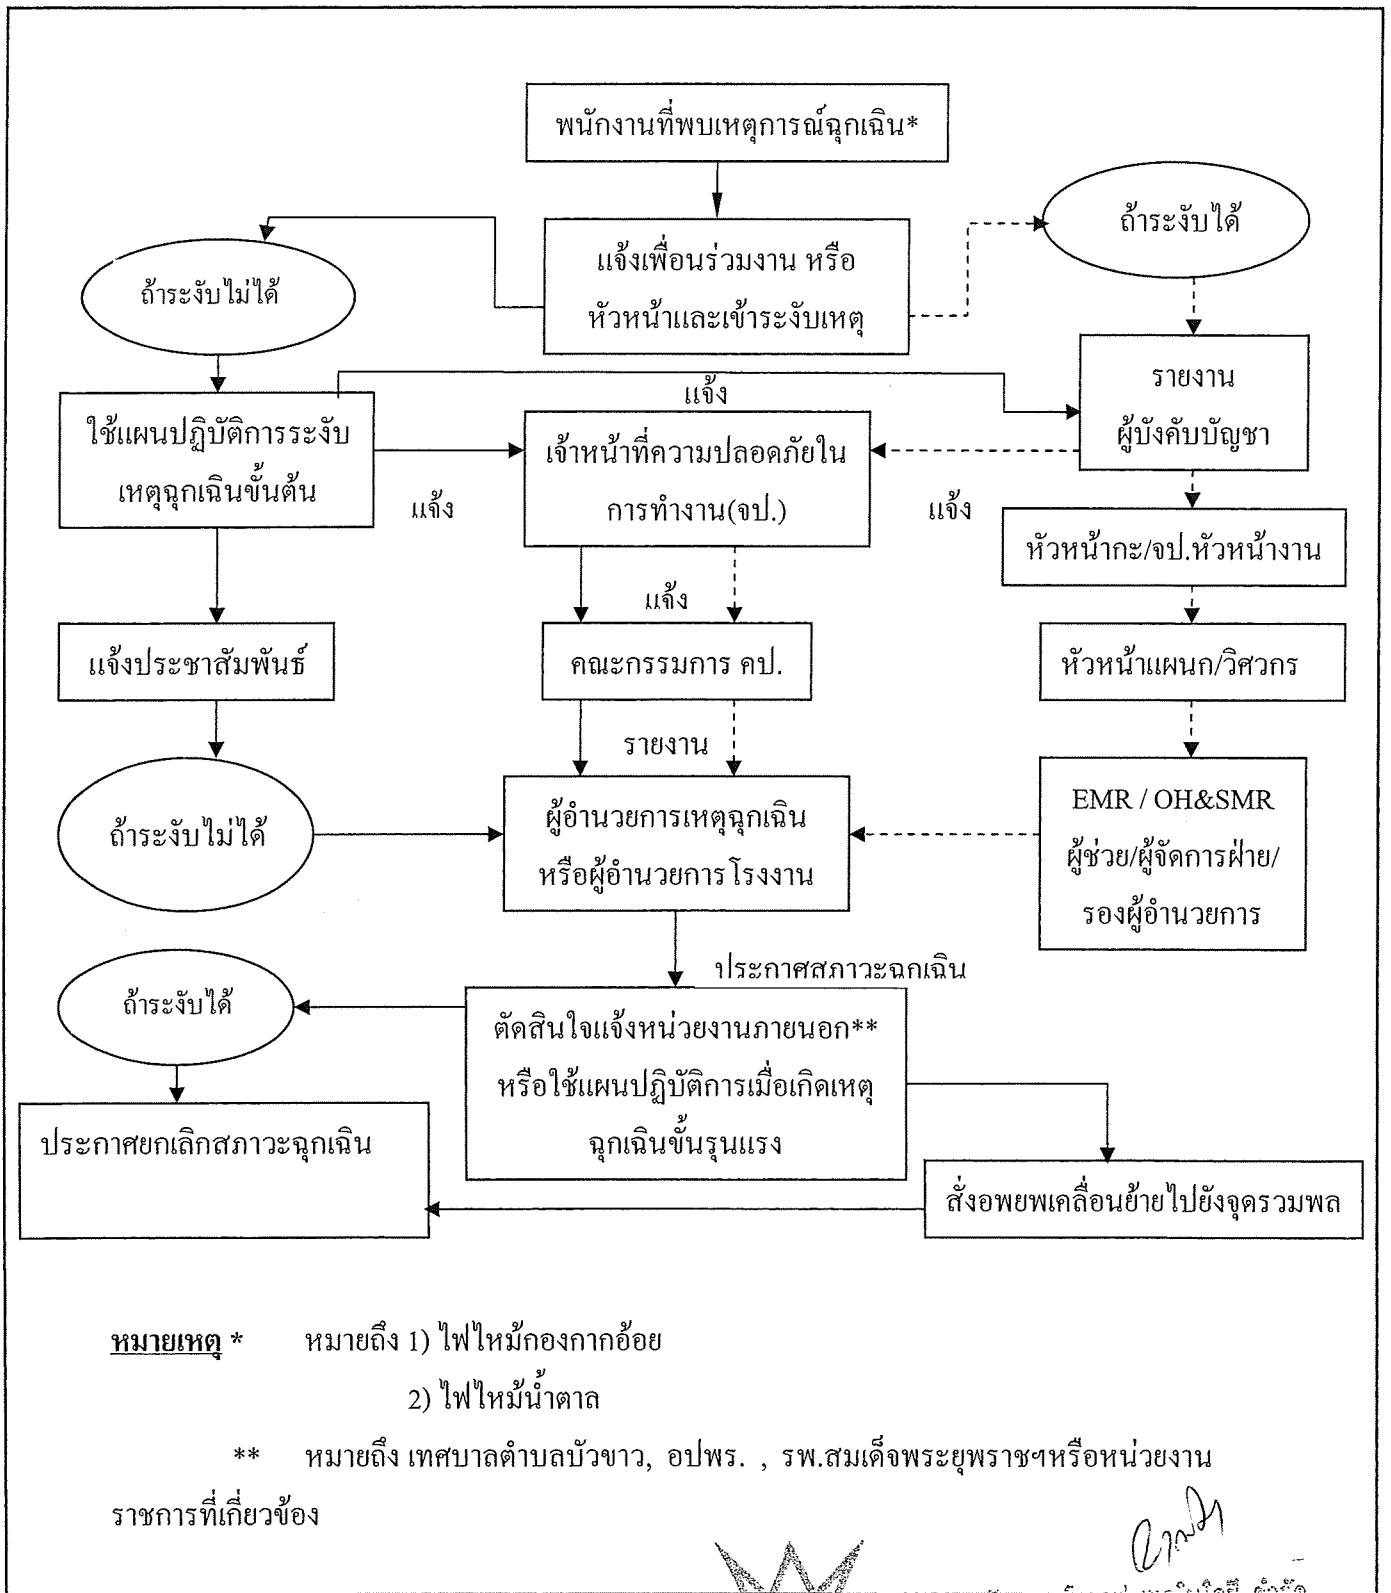 พนักงานที่พบเหตุการณ์ฉุกเฉิน*
ถ้าระงับได้
แจ้งเพื่อนร่วมงาน หรือ
หัวหน้าและเข้าระงับเหตุ
ถ้าระงับไม่ได้
รายงาน
ผู้บังคับบัญชา
แจ้ง
ใช้แผนปฏิบัติการระงับ
เหตุฉุกเฉินขั้นต้น
แจ้ง
เจ้าหน้าที่ความปลอดภัยใน
การทำงาน(จป.)
แจ้ง
หัวหน้ากะ/จป.หัวหน้างาน
แจ้ง
แจ้งประชาสัมพันธ์
คณะกรรมการ คป.
หัวหน้าแผนก/วิศวกร
รายงาน
ถ้าระงับไม่ได้
ผู้อำนวยการเหตุฉุกเฉิน
หรือผู้อำนวยการโรงงาน
EMR / OH&SMR
ผู้ช่วย/ผู้จัดการฝ่าย/
รองผู้อำนวยการ
ประกาศสภาวะฉุกเฉิน
ถ้าระงับได้
ตัดสินใจแจ้งหน่วยงานภายนอก**
หรือใช้แผนปฏิบัติการเมื่อเกิดเหตุ
ฉุกเฉินขั้นรุนแรง
ประกาศยกเลิกสภาวะฉุกเฉิน
สั่งอพยพเคลื่อนย้ายไปยังจุดรวมพล
หมายเหตุ * หมายถึง 1) ไฟไหม้กองกากอ้อย
2) ไฟไหม้น้ำตาล
** หมายถึง เทศบาลตำบลบัวขาว, อปพร. , รพ.สมเด็จพระยุพราชฯหรือหน่วยงาน
ราชการที่เกี่ยวข้อง